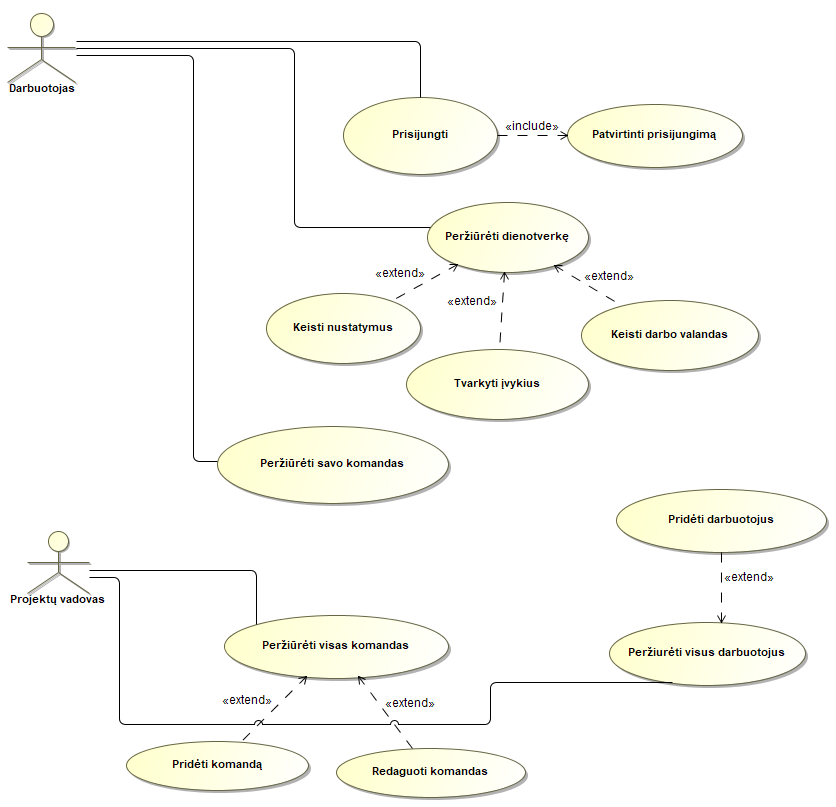 Darbuotojas
Prisijungti
«include»
Patvirtinti prisijungimą
Peržiūrėti dienotverkę
«extend»
«extend»
«extend»
Keisti nustatymus
Keisti darbo valandas
Tvarkyti įvykius
Peržiūrėti savo komandas
Pridėti darbuotojus
«extend»
Projektų vadovas
Peržiūrėti visas komandas
Peržiurėti visus darbuotojus
«extend»
«extend»
Pridėti komandą
Redaguoti komandas